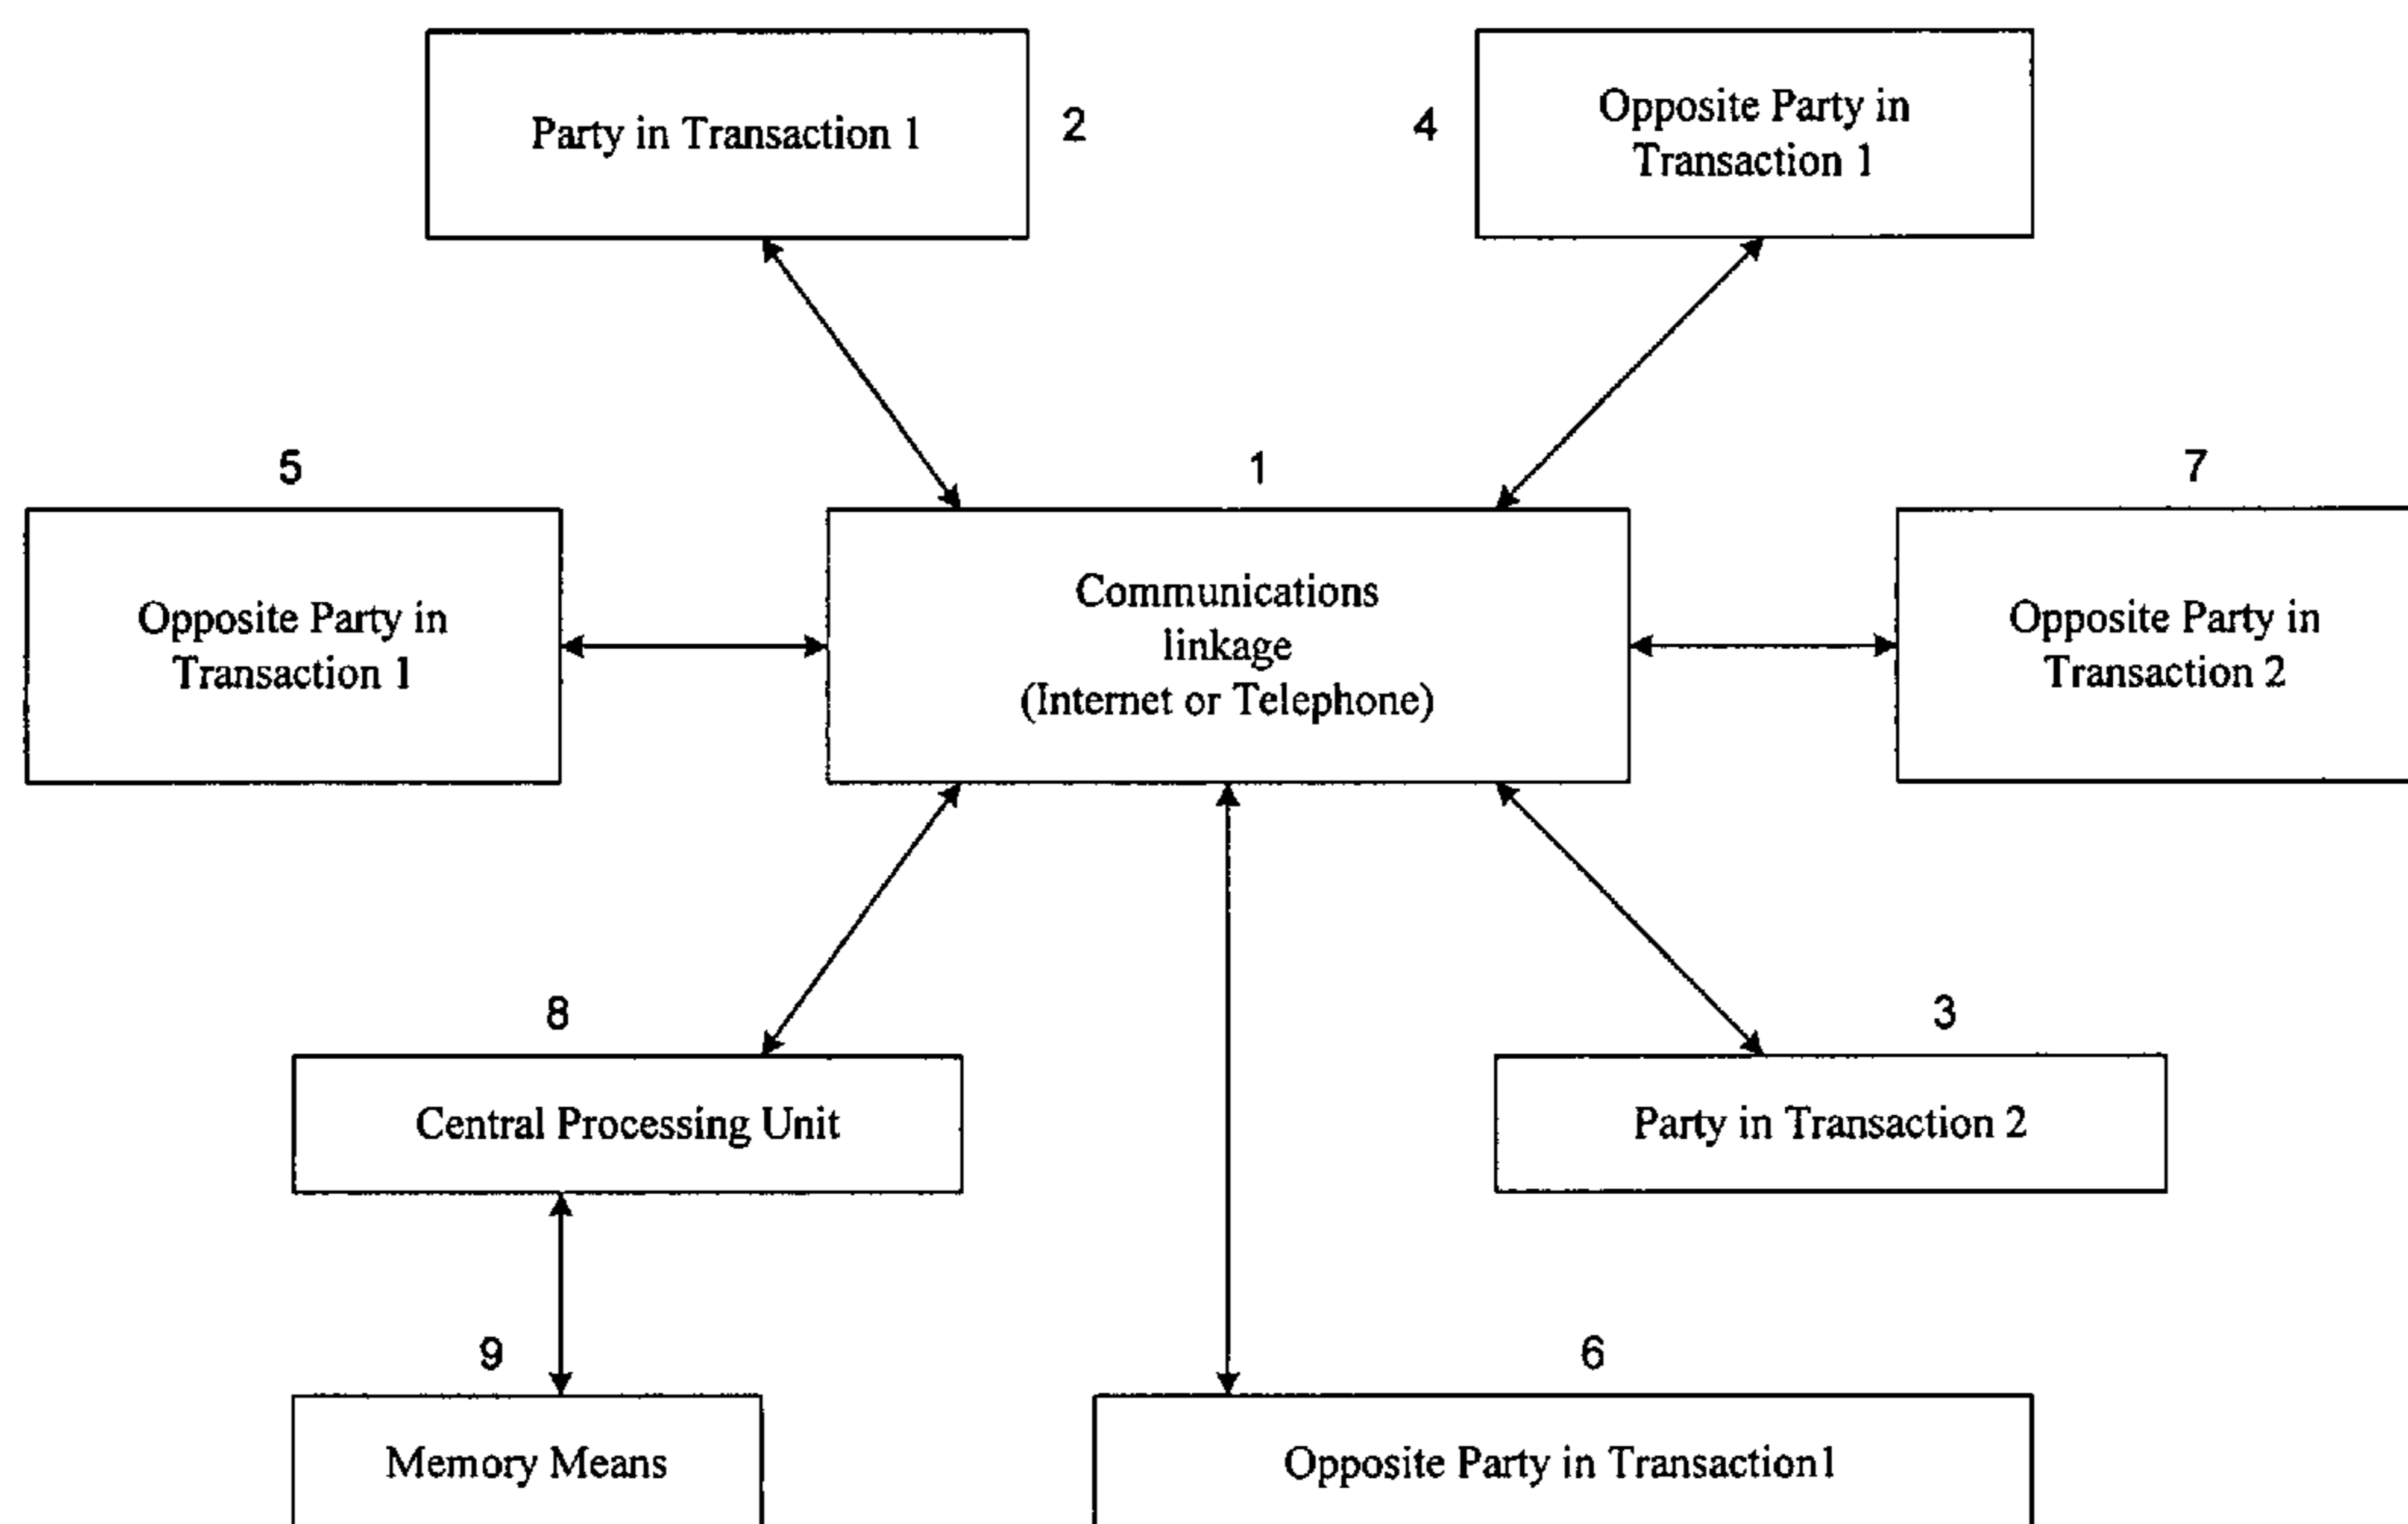 Party in Transaction 1
2
4
Opposite Party in
Transaction 1
5
1
7
Opposite Party in
Transaction 1
Communications
linkage
(Internet or Telephone)
Opposite Party in
Transaction 2
8
3
Central Processing Unit
Party in Transaction 2
9
6
Memory Means
Opposite Party in Transaction1